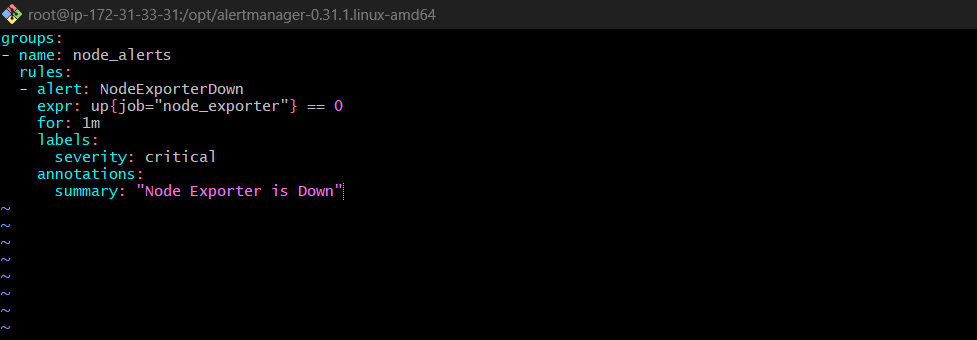 root@ip-172-31-33-31:/opt/alertmanager-0.31.1.linux-amd64
groups:
- name: node_alerts
  rules:
  - alert: NodeExporterDown
    expr: up{job="node_exporter"} == 0
    for: 1m
    labels:
      severity: critical
    annotations:
      summary: "Node Exporter is Down"
~
~
~
~
~
~
~
~